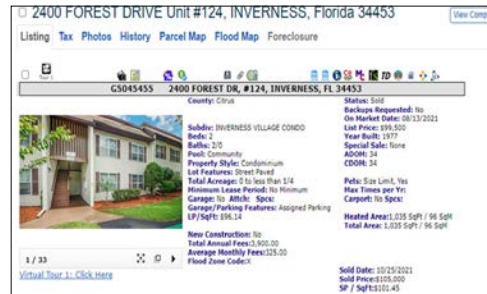 2400 FOREST DRIVE Unit #124, INVERNESS, Florida 34453
View Comp
Listing Tax Photos History Parcel Map Flood Map Foreclosure
Tour 1
G5045455 2400 FOREST DR, #124, INVERNESS, FL 34453
County: Citrus
Subdiv: INVERNESS VILLAGE CONDO
Beds: 2
Baths: 2/0
Pool: Community
Property Style: Condominium
Lot Features: Street Paved
Total Acreage: 0 to less than 1/4
Minimum Lease Period: No Minimum
Garage: No Attch: Spcs:
Garage/Parking Features: Assigned Parking
LP/SqFt: $96.14
New Construction: No
Total Annual Fees:3,900.00
Average Monthly Fees:325.00
Flood Zone Code:X
Status: Sold
Backups Requested: No
On Market Date: 08/13/2021
List Price: $99,500
Year Built: 1977
Special Sale: None
ADOM: 34
CDOM: 34
Pets: Size Limit, Yes
Max Times per Yr:
Carport: No Spcs:
Heated Area:1,035 SqFt / 96 SqM
Total Area: 1,035 SqFt / 96 SqM
Sold Date: 10/25/2021
Sold Price:$105,000
SP / SqFt:$101.45
1 / 33
Virtual Tour 1: Click Here